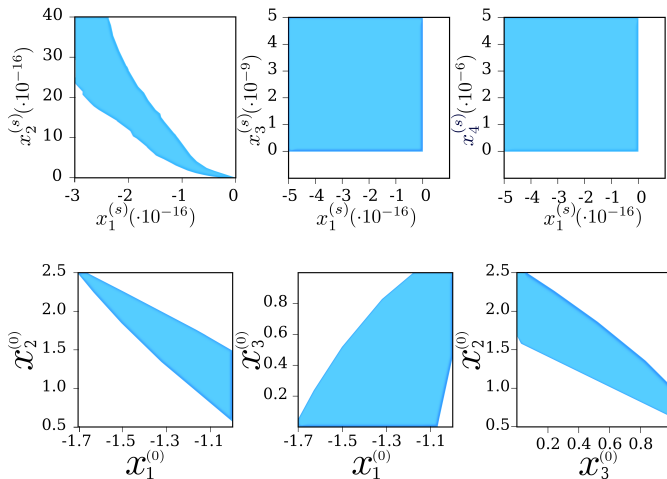 40
30
20
10
0
x_2^{(s)}(·10^{-16})
-3 -2 -1 0
x_1^{(s)}(·10^{-16})
5
4
3
2
1
0
x_3^{(s)}(·10^{-9})
-5 -4 -3 -2 -1 0
x_1^{(s)}(·10^{-16})
5
4
3
2
1
0
x_4^{(s)}(·10^{-6})
-5 -4 -3 -2 -1 0
x_1^{(s)}(·10^{-16})
2.5
2.0
1.5
1.0
0.5
x_2^{(0)}
-1.7 -1.5 -1.3 -1.1
x_1^{(0)}
0.8
0.6
0.4
0.2
x_3^{(0)}
-1.7 -1.5 -1.3 -1.1
x_1^{(0)}
2.5
2.0
1.5
1.0
0.5
x_2^{(0)}
0.2 0.4 0.6 0.8
x_3^{(0)}